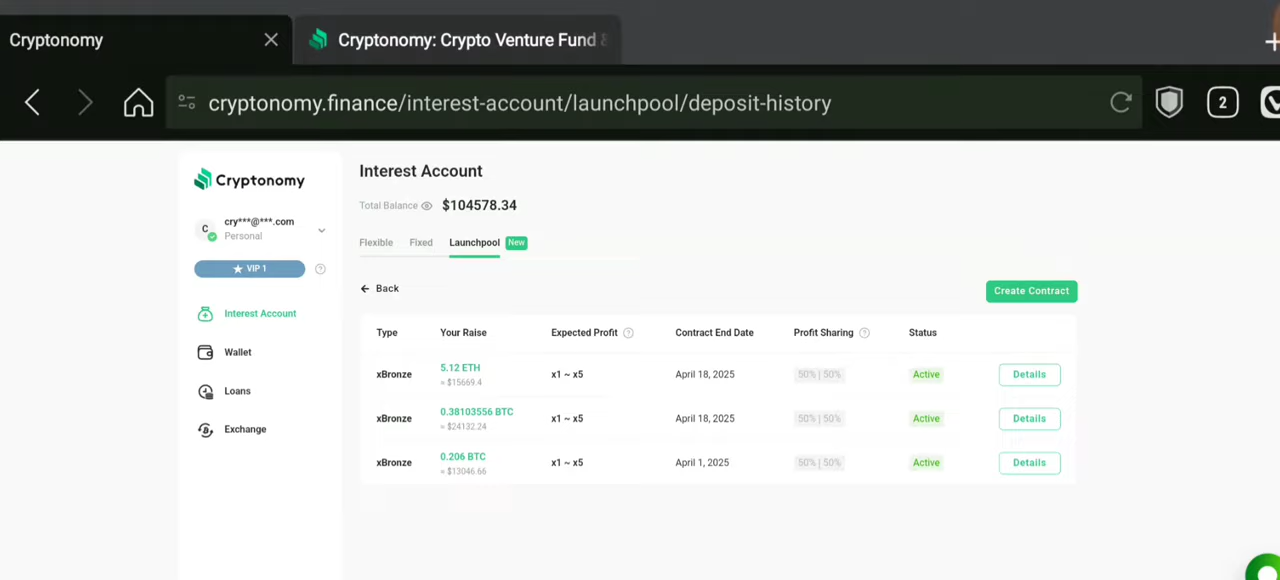 Cryptonomy
Cryptonomy: Crypto Venture Fund &
cryptonomy.finance/interest-account/launchpool/deposit-history
2
Cryptonomy
C
cry***@***.com
Personal
VIP 1
Interest Account
Wallet
Loans
Exchange
Interest Account
Total Balance $104578.34
Flexible Fixed Launchpool New
Back
Create Contract
Type Your Raise Expected Profit Contract End Date Profit Sharing Status
xBronze 5.12 ETH x1 ~ x5 April 18, 2025 50% | 50% Active Details
≈ $15669.4
xBronze 0.38103556 BTC x1 ~ x5 April 18, 2025 50% | 50% Active Details
≈ $24132.24
xBronze 0.206 BTC x1 ~ x5 April 1, 2025 50% | 50% Active Details
≈ $13046.66